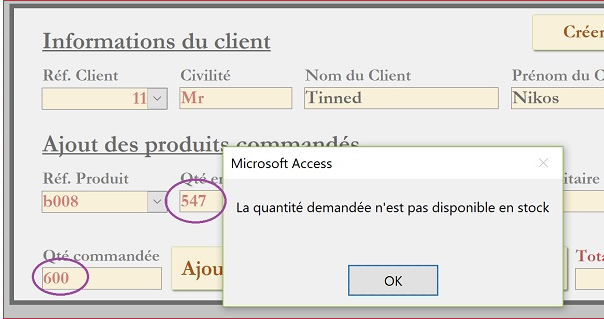 Informations du client
Créer
Réf. Client Civilité Nom du Client Prénom du C
11 Mr Tinned Nikos
Ajout des produits commandés
Réf. Produit Qté en itaire
b008 547
Microsoft Access
La quantité demandée n'est pas disponible en stock
OK
Qté commandée Ajou Tota
600